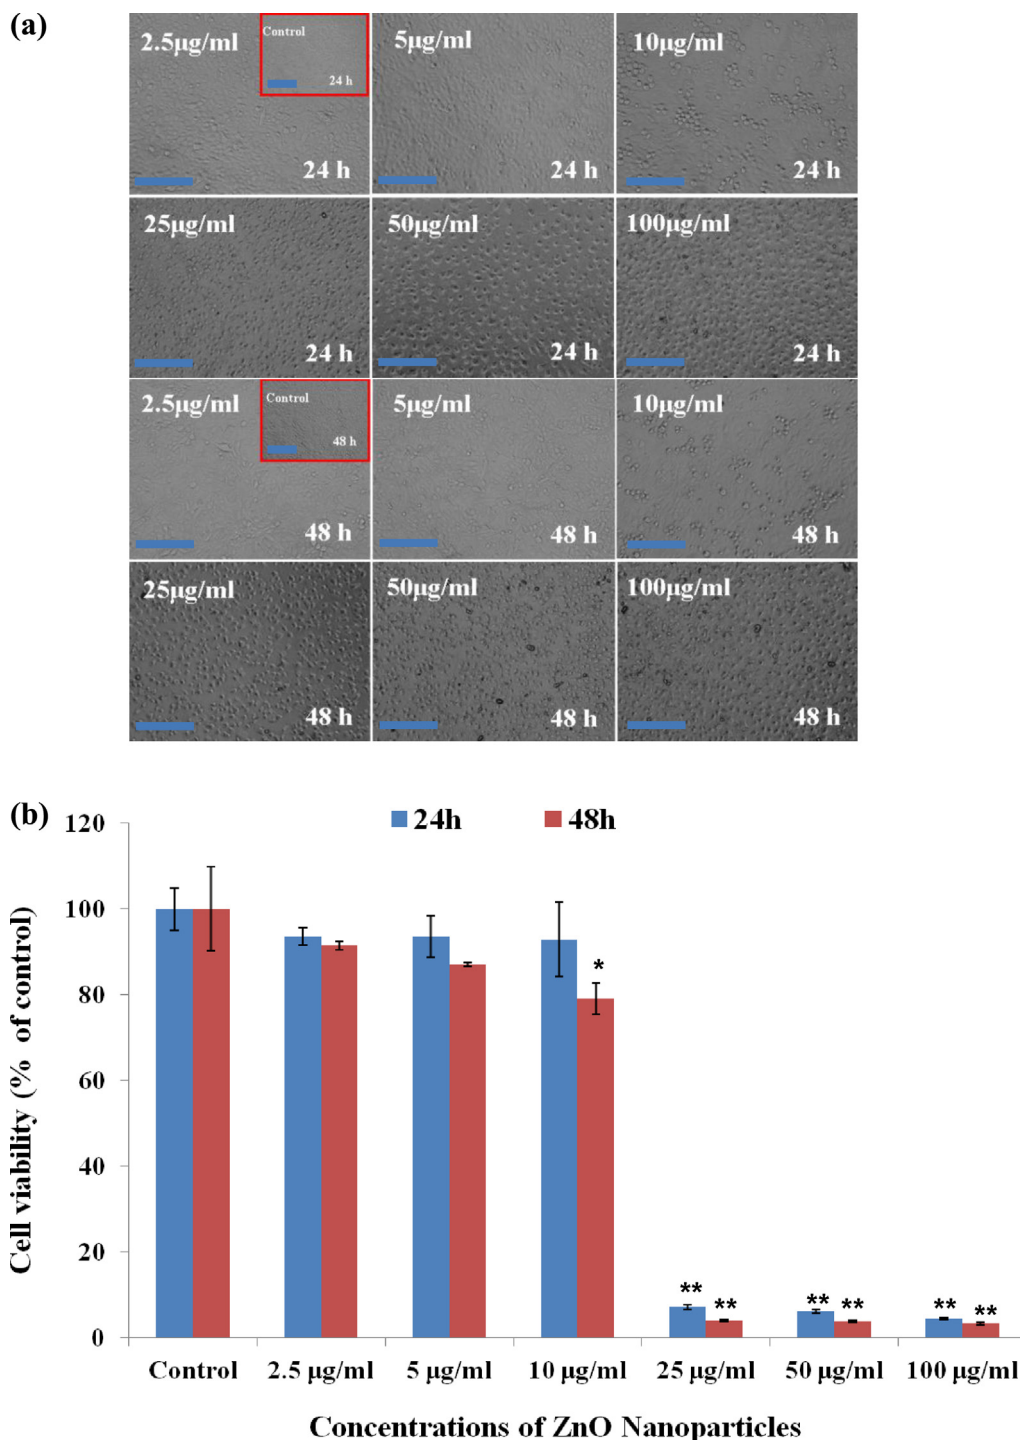 (a)
2.5µg/ml
Control
24 h
24 h
5µg/ml
24 h
10µg/ml
24 h
25µg/ml
24 h
50µg/ml
24 h
100µg/ml
24 h
2.5µg/ml
Control
48 h
48 h
5µg/ml
48 h
10µg/ml
48 h
25µg/ml
48 h
50µg/ml
48 h
100µg/ml
48 h
(b)
24h 48h
Cell viability (% of control)
120
100
80
60
40
20
0
*
** ** ** ** ** **
Control 2.5 µg/ml 5 µg/ml 10 µg/ml 25 µg/ml 50 µg/ml 100 µg/ml
Concentrations of ZnO Nanoparticles